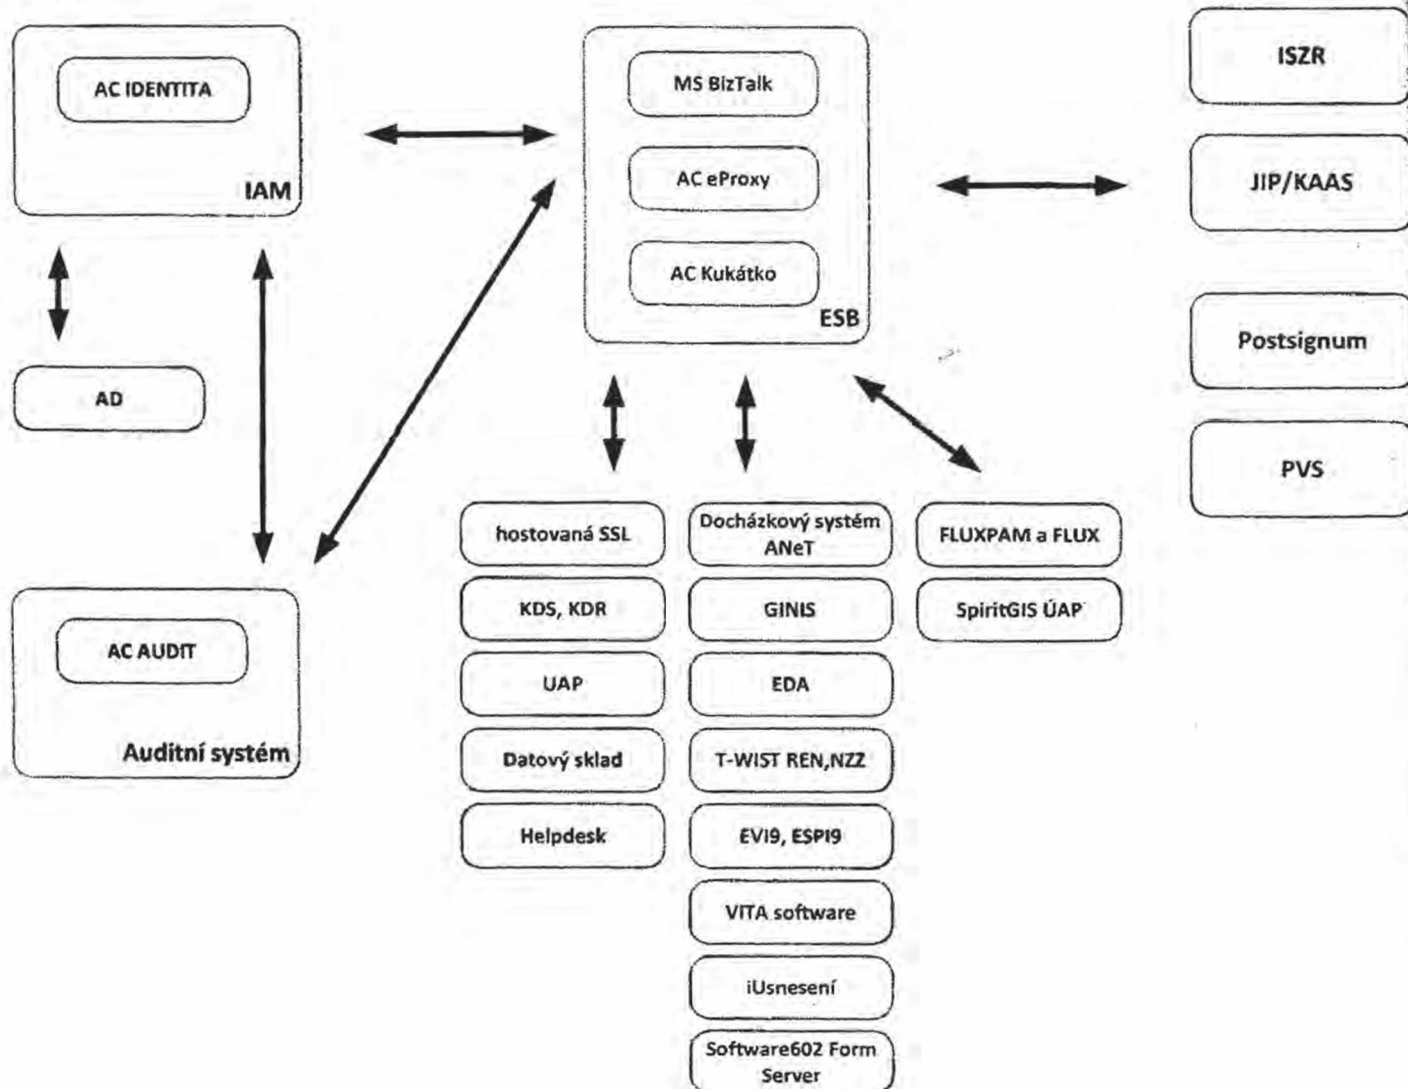 AC IDENTITA
IAM
AD
AC AUDIT
Auditní systém
MS BizTalk
AC eProxy
AC Kukátko
ESB
ISZR
JIP/KAAS
Postsignum
PVS
hostovaná SSL
KDS, KDR
UAP
Datový sklad
Helpdesk
Docházkový systém
ANeT
GINIS
EDA
T-WIST REN,NZZ
EVI9, ESPI9
VITA software
iUsnesení
Software602 Form
Server
FLUXPAM a FLUX
SpiritGIS ÚAP